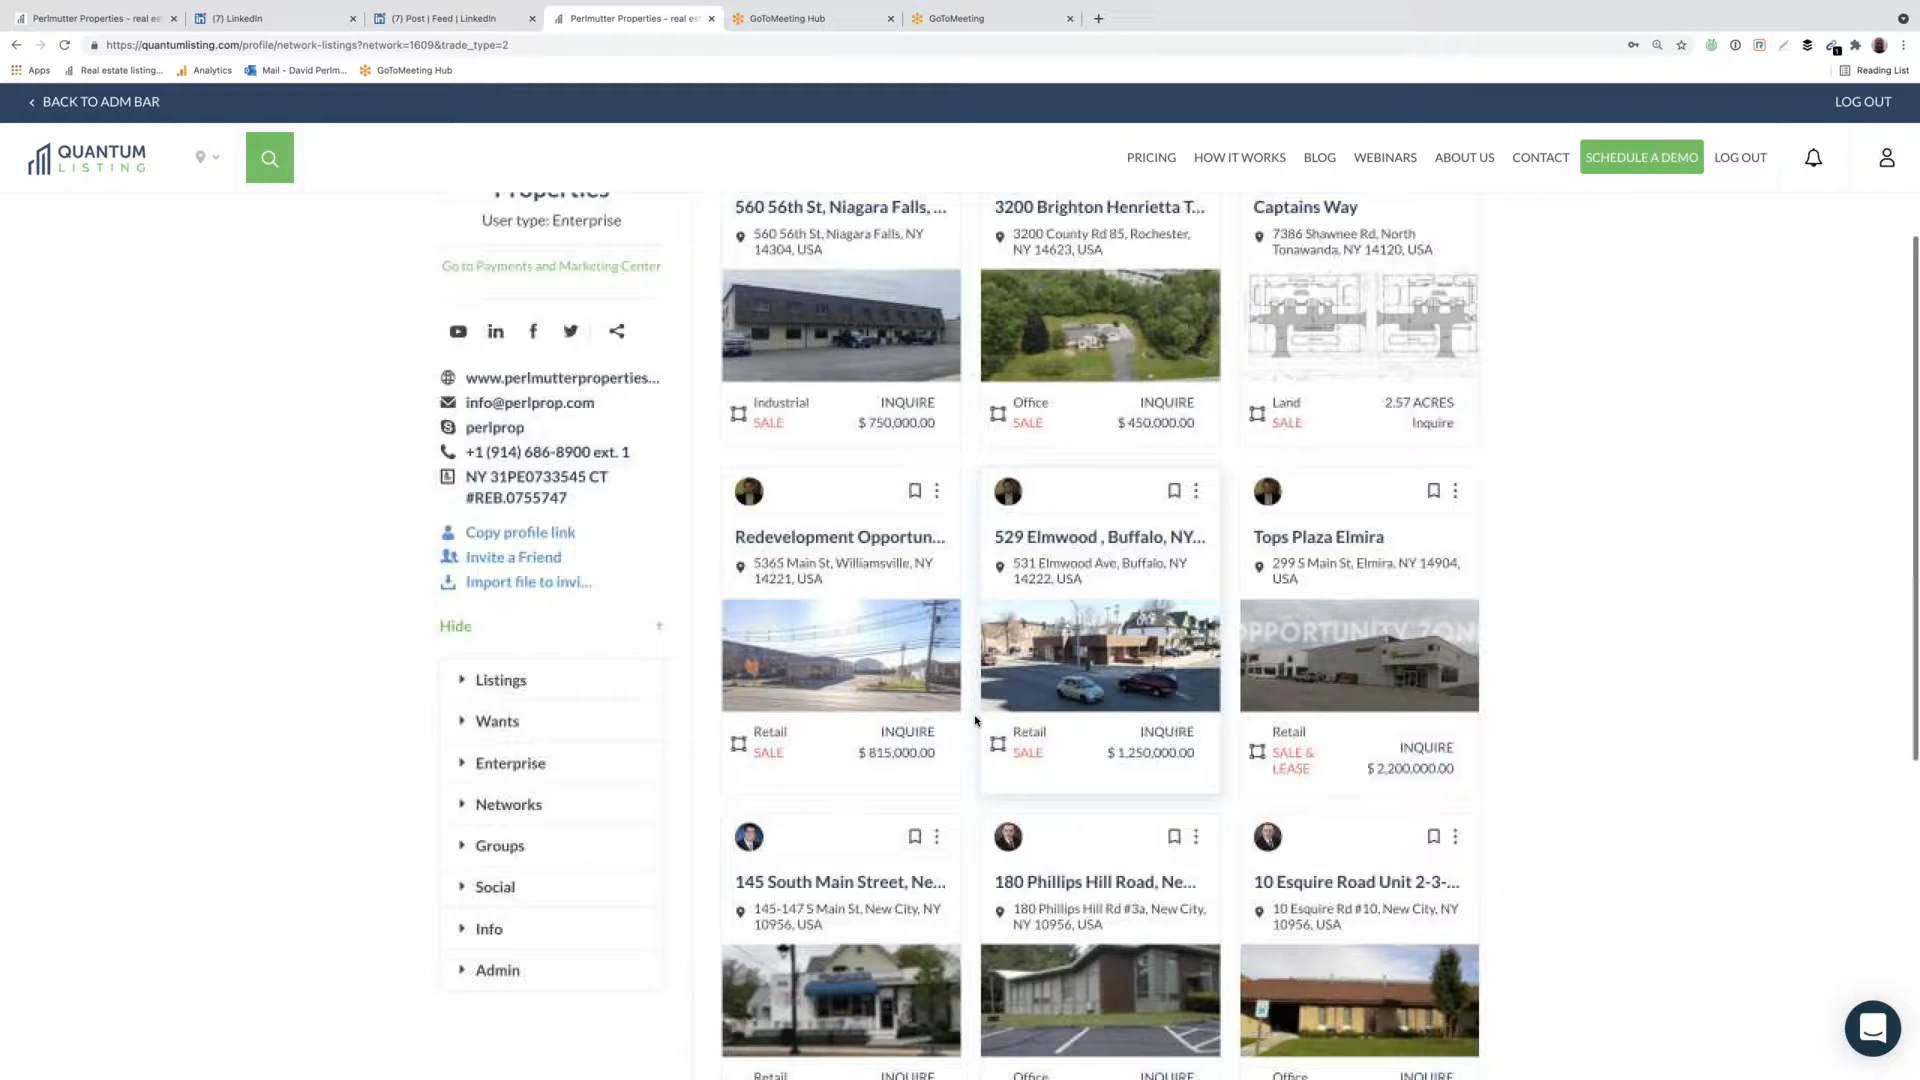 Perlmutter Properties - real es
(7) LinkedIn
(7) Post | Feed | LinkedIn
Perlmutter Properties - real es
GoToMeeting Hub
GoToMeeting
https://quantumlisting.com/profile/network-listings?network=1609&trade_type=2
Apps
Real estate listing...
Analytics
Mail - David Perlm...
GoToMeeting Hub
Reading List
BACK TO ADM BAR
LOG OUT
QUANTUM
LISTING
PRICING
HOW IT WORKS
BLOG
WEBINARS
ABOUT US
CONTACT
SCHEDULE A DEMO
LOG OUT
Properties
User type: Enterprise
Go to Payments and Marketing Center
www.perlmutterproperties...
info@perlprop.com
perlprop
+1 (914) 686-8900 ext. 1
NY 31PE0733545 CT
#REB.0755747
Copy profile link
Invite a Friend
Import file to invi...
Hide
Listings
Wants
Enterprise
Networks
Groups
Social
Info
Admin
560 56th St, Niagara Falls, ...
560 56th St, Niagara Falls, NY
14304, USA
Industrial
INQUIRE
SALE
$ 750,000.00
3200 Brighton Henrietta T...
3200 County Rd 85, Rochester,
NY 14623, USA
Office
INQUIRE
SALE
$ 450,000.00
Captains Way
7386 Shawnee Rd, North
Tonawanda, NY 14120, USA
Land
2.57 ACRES
SALE
Inquire
Redevelopment Opportun...
5365 Main St, Williamsville, NY
14221, USA
Retail
INQUIRE
SALE
$ 815,000.00
529 Elmwood , Buffalo, NY...
531 Elmwood Ave, Buffalo, NY
14222, USA
Retail
INQUIRE
SALE
$ 1,250,000.00
Tops Plaza Elmira
299 S Main St, Elmira, NY 14904,
USA
OPPORTUNITY ZON
Retail
SALE &
LEASE
INQUIRE
$ 2,200,000.00
145 South Main Street, Ne...
145-147 S Main St, New City, NY
10956, USA
Retail
INQUIRE
180 Phillips Hill Road, Ne...
180 Phillips Hill Rd #3a, New City,
NY 10956, USA
Office
INQUIRE
10 Esquire Road Unit 2-3-...
10 Esquire Rd #10, New City, NY
10956, USA
Office
INQUIRE